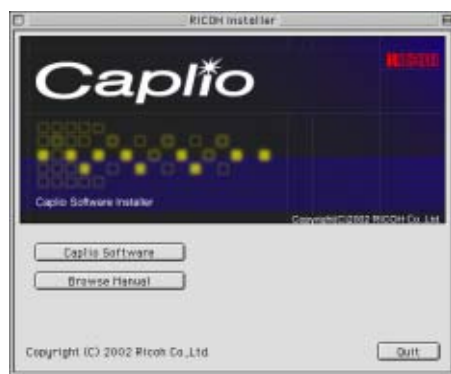 RICOH Installer
Caplio
RICOH
Caplio Software Installer
Copyright(C)2002 RICOH Co.,Ltd.
Caplio Software
Browse Manual
Copyright (C) 2002 Ricoh Co.,Ltd.
Quit